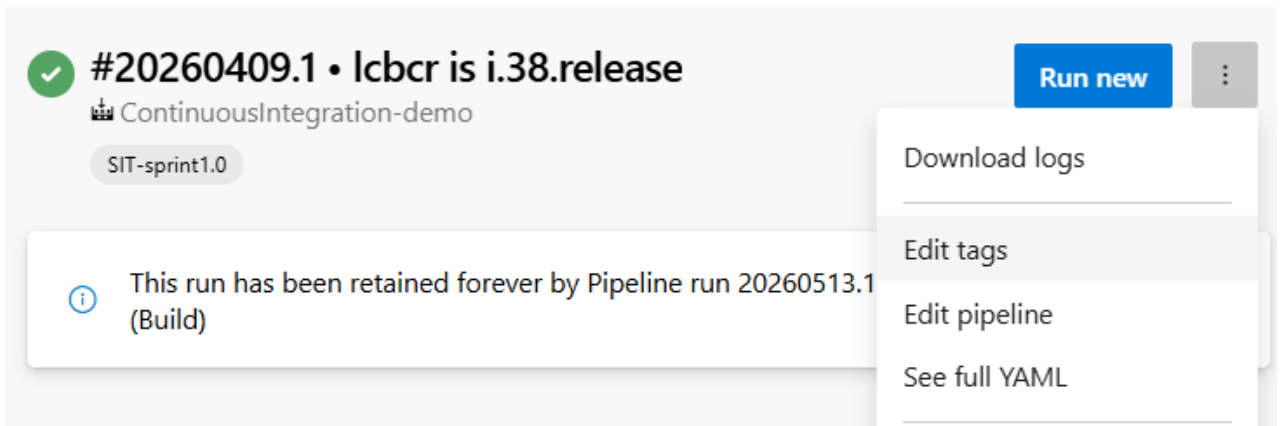 #20260409.1 • lcbcr is i.38.release
Run new
ContinuousIntegration-demo
SIT-sprint1.0
Download logs
Edit tags
This run has been retained forever by Pipeline run 20260513.1
(Build)
Edit pipeline
See full YAML